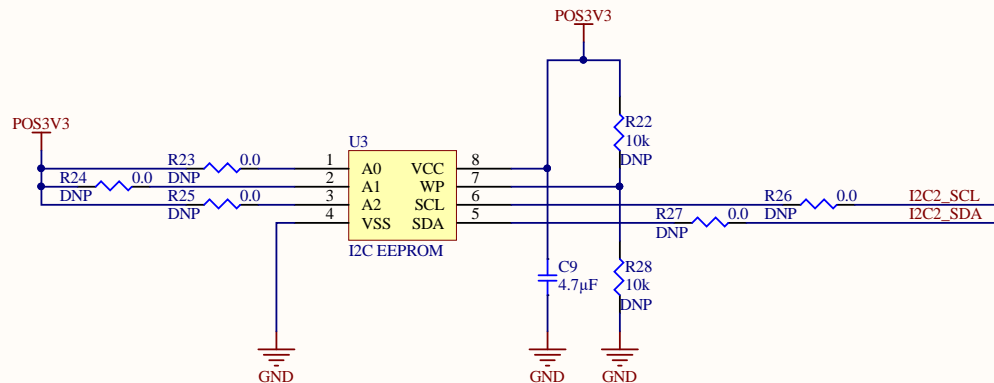 POS3V3
POS3V3
R22
10k
DNP
U3
R23 0.0
DNP
R24 0.0
DNP
R25 0.0
DNP
1 A0 VCC 8
2 A1 WP 7
3 A2 SCL 6
4 VSS SDA 5
I2C EEPROM
R26 0.0
DNP
I2C2_SCL
R27 0.0
DNP
I2C2_SDA
C9
4.7µF
R28
10k
DNP
GND
GND
GND